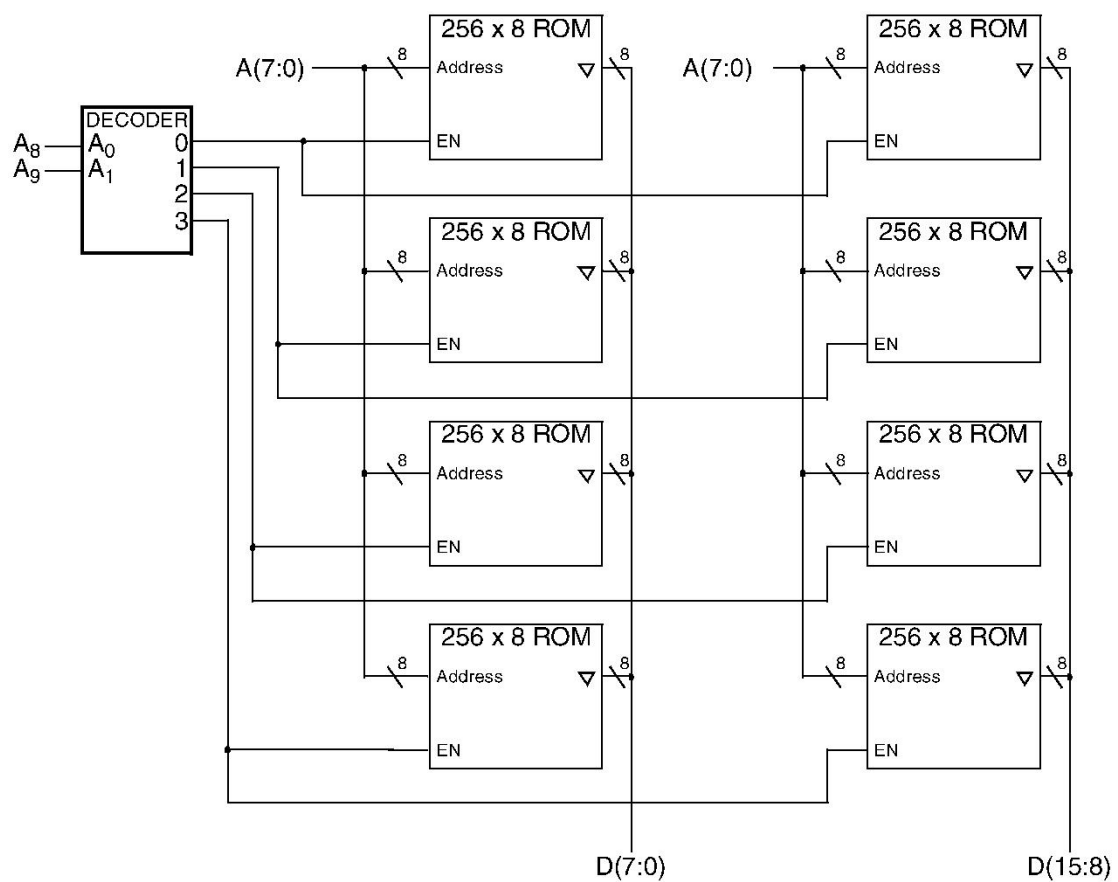 256 x 8 ROM
256 x 8 ROM
A(7:0)
8
Address
8
A(7:0)
8
Address
8
DECODER
A₈
A₀
0
EN
EN
A₉
A₁
1
2
3
256 x 8 ROM
256 x 8 ROM
8
Address
8
8
Address
8
EN
EN
256 x 8 ROM
256 x 8 ROM
8
Address
8
8
Address
8
EN
EN
256 x 8 ROM
256 x 8 ROM
8
Address
8
8
Address
8
EN
EN
D(7:0)
D(15:8)